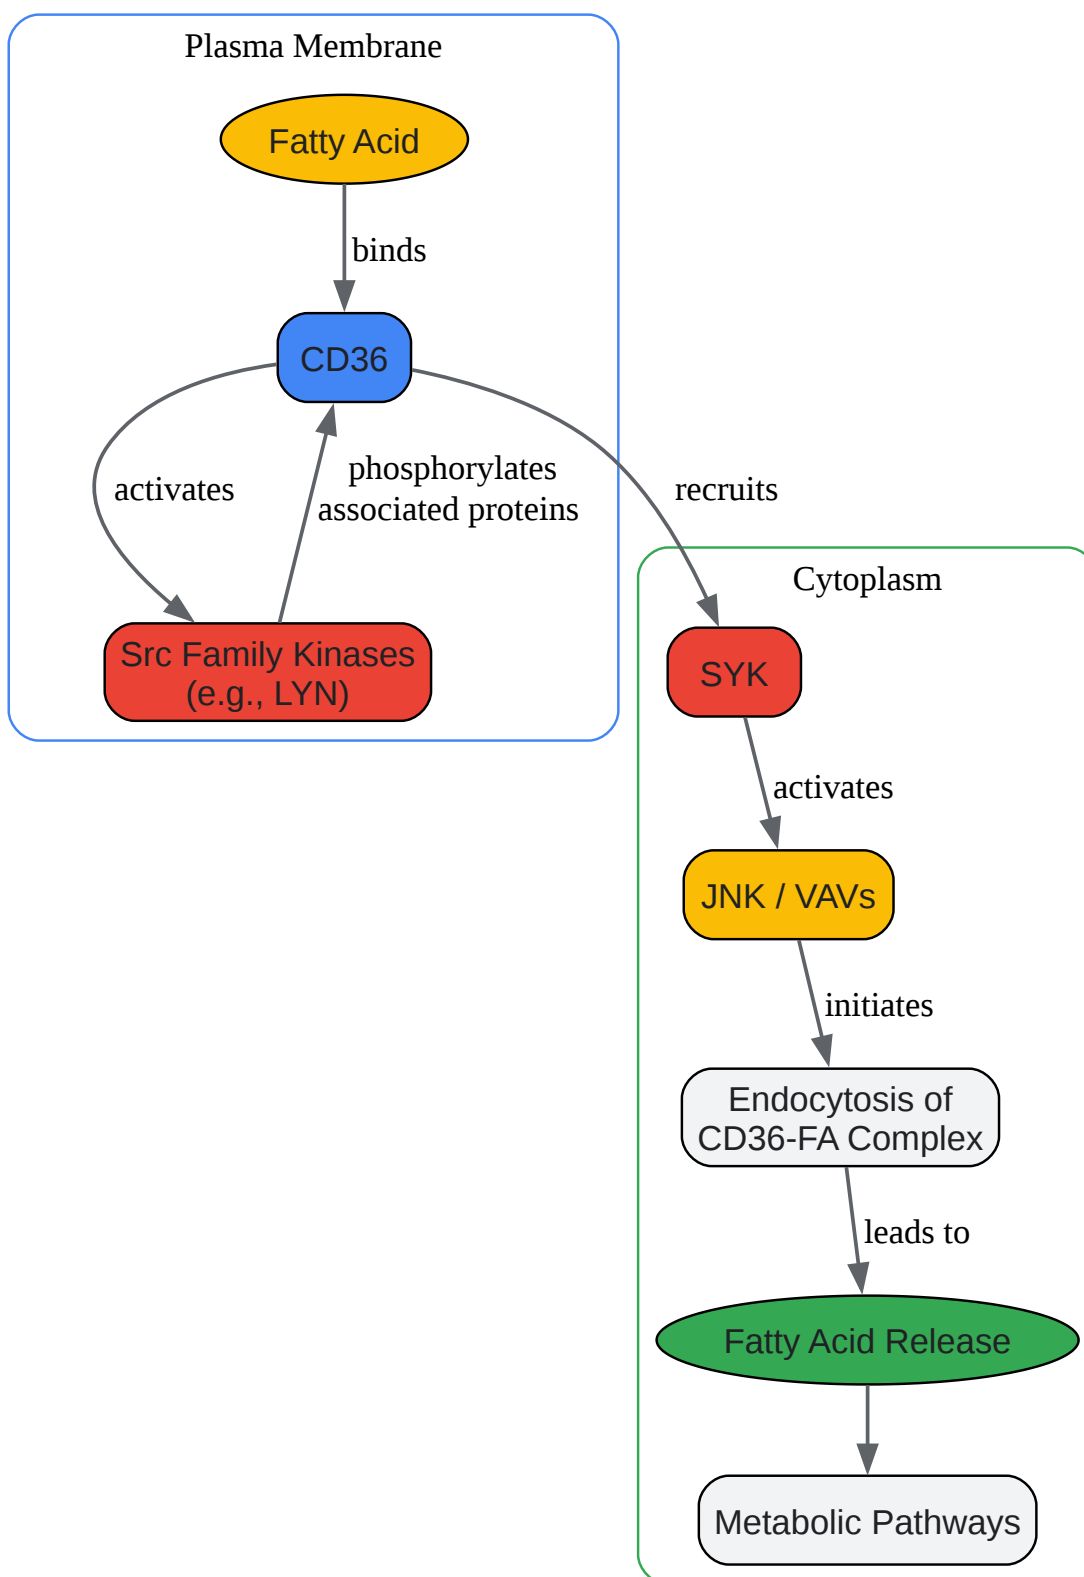 Plasma Membrane
Fatty Acid
binds
CD36
activates
phosphorylates
associated proteins
recruits
Src Family Kinases
(e.g., LYN)
Cytoplasm
SYK
activates
JNK / VAVs
initiates
Endocytosis of
CD36-FA Complex
leads to
Fatty Acid Release
Metabolic Pathways